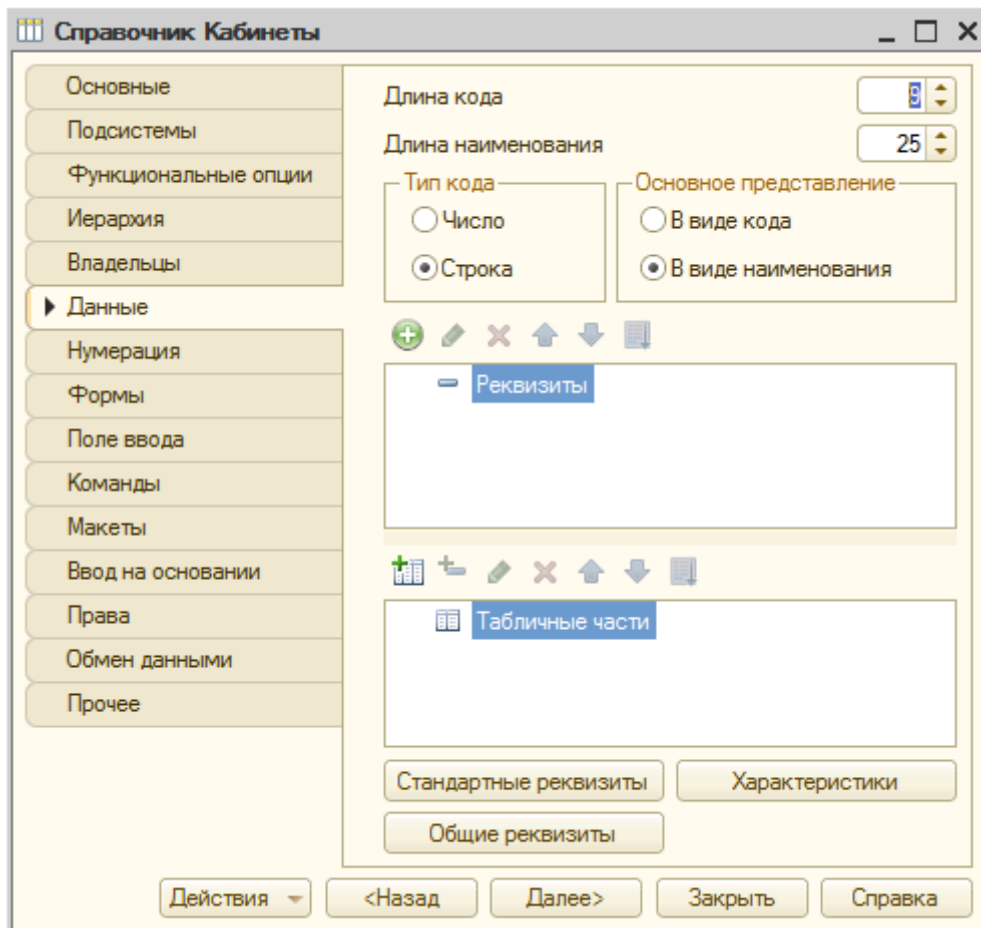 Справочник Кабинеты
Основные
Подсистемы
Функциональные опции
Иерархия
Владельцы
Данные
Нумерация
Формы
Поле ввода
Команды
Макеты
Ввод на основании
Права
Обмен данными
Прочее
Длина кода 9
Длина наименования 25
Тип кода
Число
Строка
Основное представление
В виде кода
В виде наименования
Реквизиты
Табличные части
Стандартные реквизиты Характеристики
Общие реквизиты
Действия <Назад Далее> Закрыть Справка